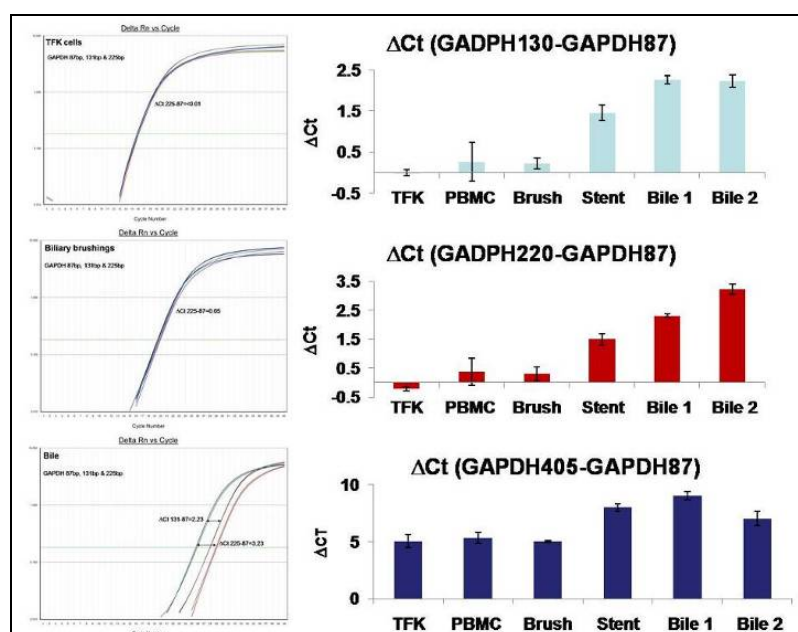 Delta Rn vs Cycle
TFK cells
GAPDH 87bp, 131bp & 225bp
ΔCt 225-87=<0.01
Cycle Number
Delta Rn vs Cycle
Biliary brushings
GAPDH 87bp, 131bp & 225bp
ΔCt 225-87=0.65
Delta Rn vs Cycle
Bile
GAPDH 87bp, 131bp & 225bp
ΔCt 131-87=2.23
ΔCt 225-87=3.23
ΔCt (GADPH130-GAPDH87)
ΔCt
2.5
1.5
0.5
-0.5
TFK PBMC Brush Stent Bile 1 Bile 2
ΔCt (GADPH220-GAPDH87)
ΔCt
3.5
2.5
1.5
0.5
-0.5
TFK PBMC Brush Stent Bile 1 Bile 2
ΔCt (GAPDH405-GAPDH87)
ΔCT
10
5
0
TFK PBMC Brush Stent Bile 1 Bile 2